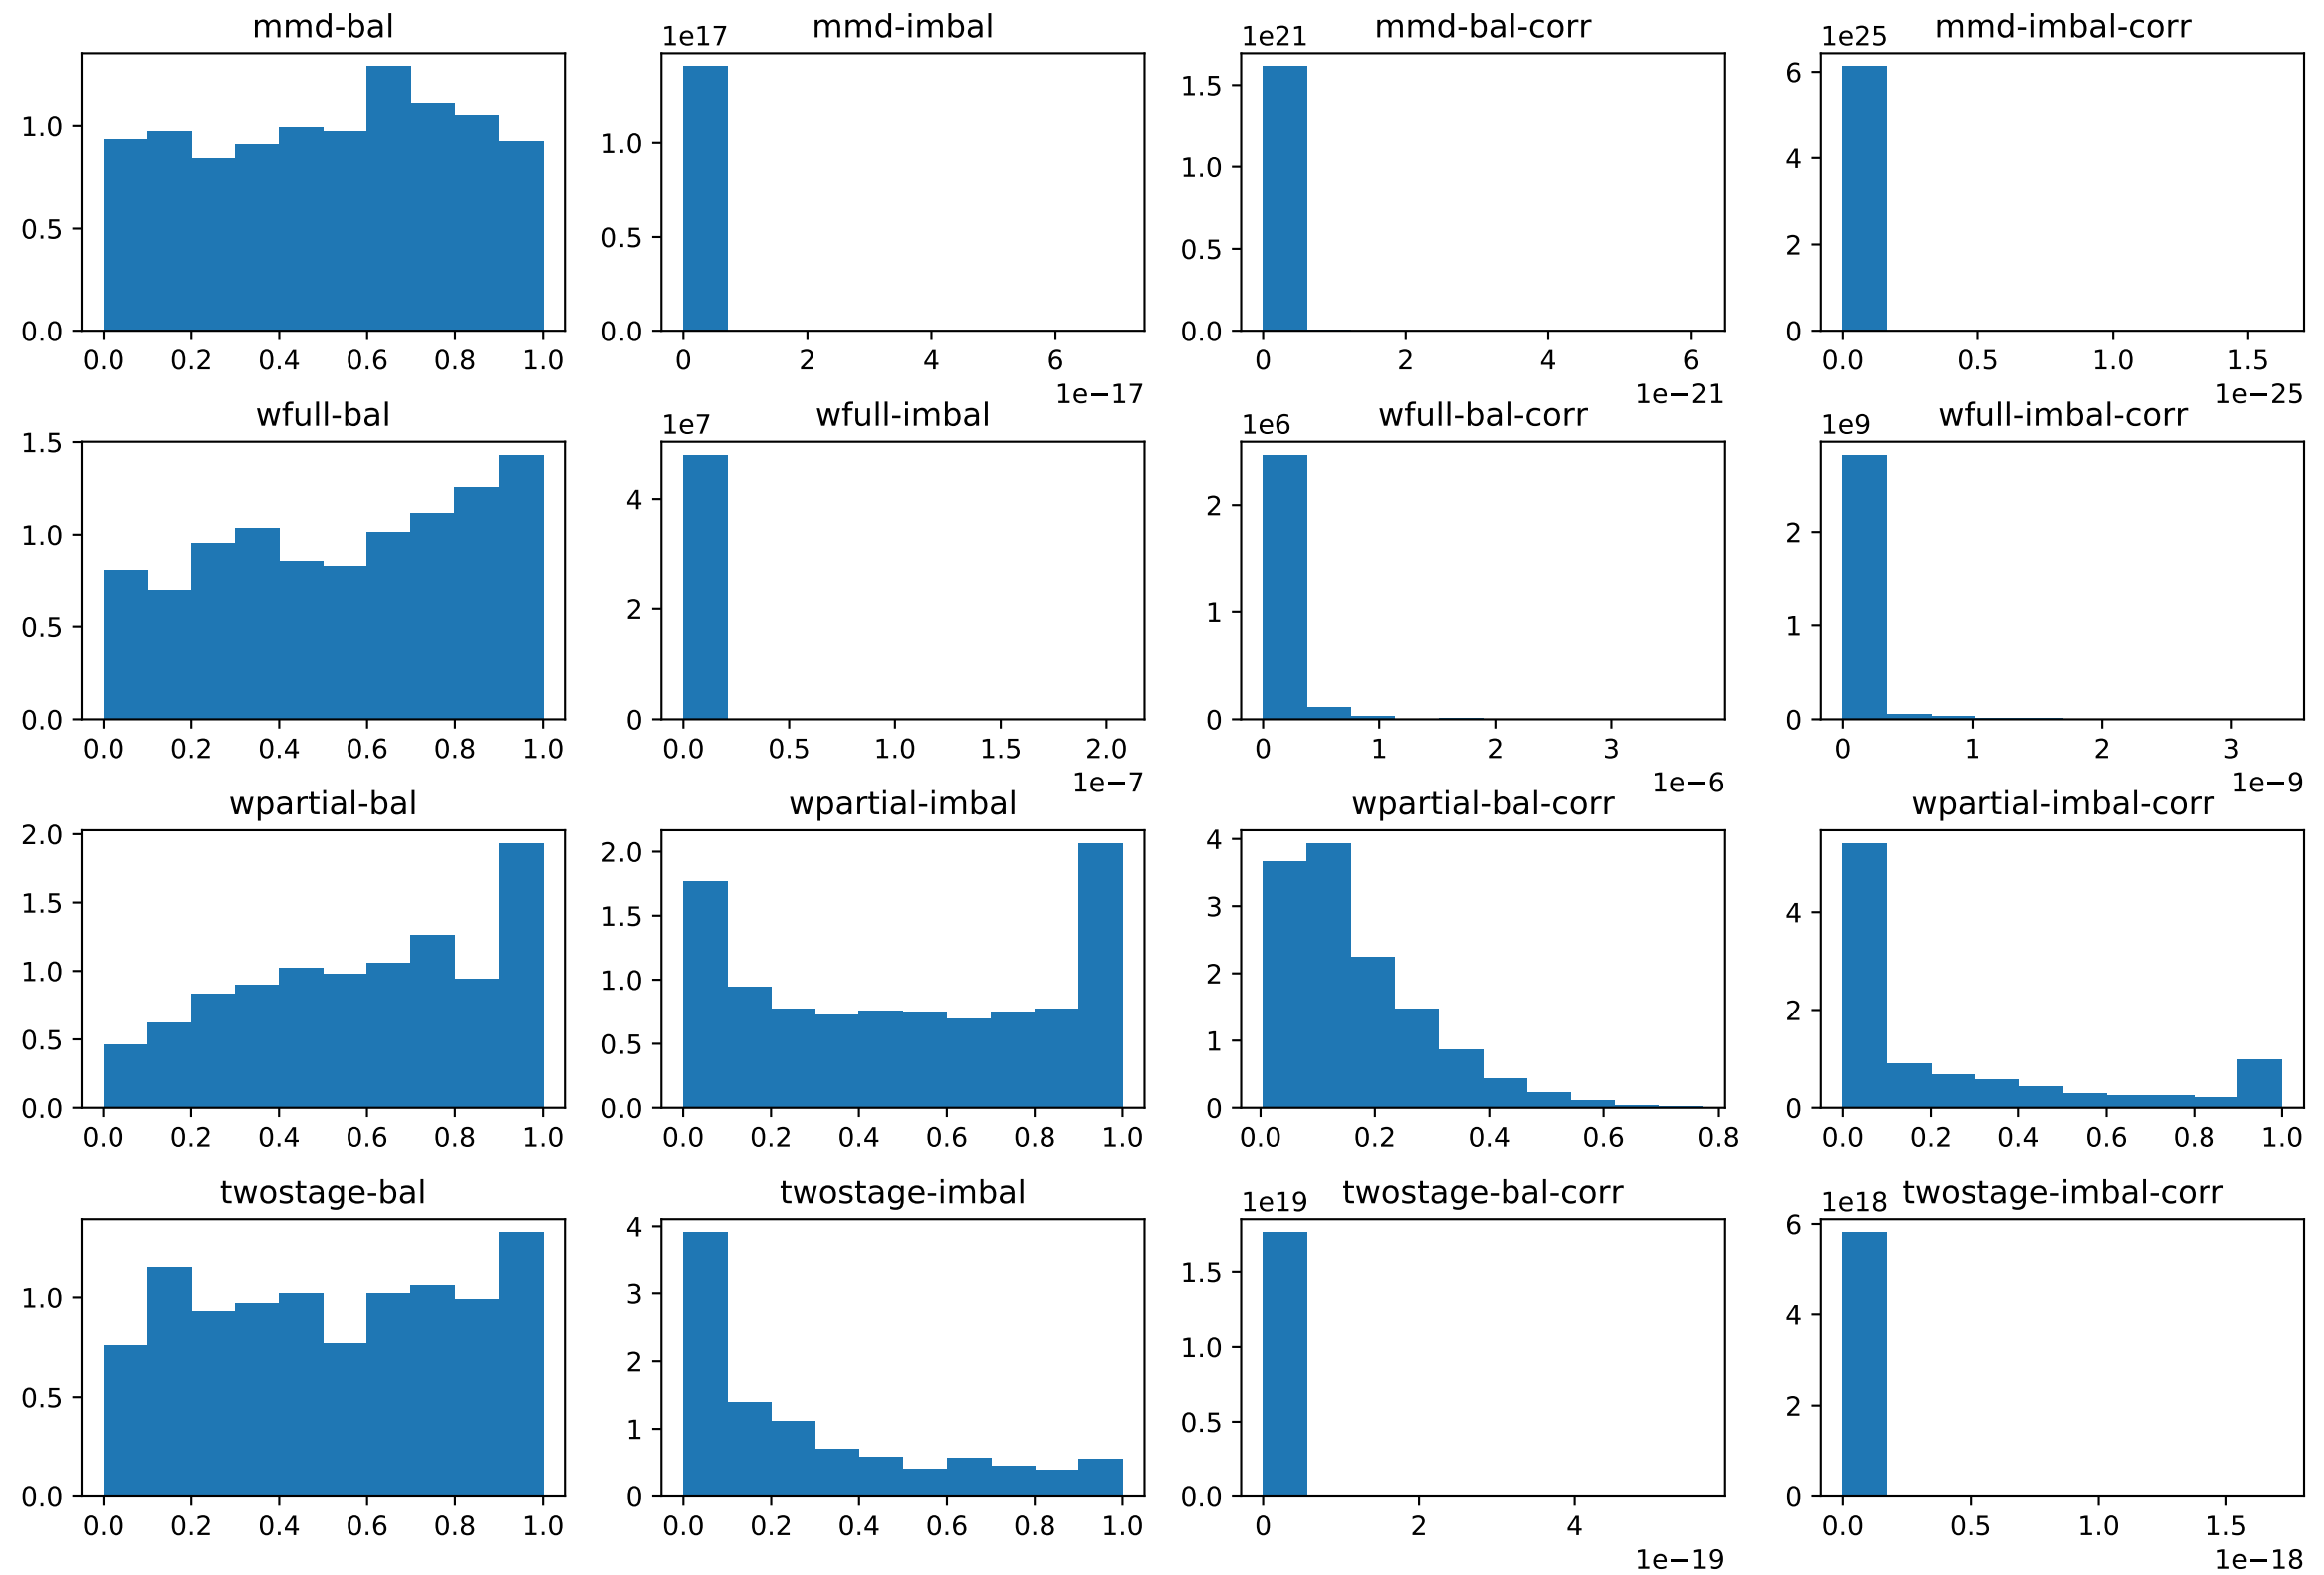 mmd-bal
1.0
0.5
0.0
0.0 0.2 0.4 0.6 0.8 1.0
mmd-imbal
1e17
1.0
0.5
0.0
0 2 4 6
1e−17
mmd-bal-corr
1e21
1.5
1.0
0.5
0.0
0 2 4 6
1e−21
mmd-imbal-corr
1e25
6
4
2
0
0.0 0.5 1.0 1.5
1e−25
wfull-bal
1.5
1.0
0.5
0.0
0.0 0.2 0.4 0.6 0.8 1.0
wfull-imbal
1e7
4
2
0
0.0 0.5 1.0 1.5 2.0
1e−7
wfull-bal-corr
1e6
2
1
0
0 1 2 3
1e−6
wfull-imbal-corr
1e9
2
1
0
0 1 2 3
1e−9
wpartial-bal
2.0
1.5
1.0
0.5
0.0
0.0 0.2 0.4 0.6 0.8 1.0
wpartial-imbal
2.0
1.5
1.0
0.5
0.0
0.0 0.2 0.4 0.6 0.8 1.0
wpartial-bal-corr
4
3
2
1
0
0.0 0.2 0.4 0.6 0.8
wpartial-imbal-corr
4
2
0
0.0 0.2 0.4 0.6 0.8 1.0
twostage-bal
1.0
0.5
0.0
0.0 0.2 0.4 0.6 0.8 1.0
twostage-imbal
4
3
2
1
0
0.0 0.2 0.4 0.6 0.8 1.0
twostage-bal-corr
1e19
1.5
1.0
0.5
0.0
0 2 4
1e−19
twostage-imbal-corr
1e18
6
4
2
0
0.0 0.5 1.0 1.5
1e−18